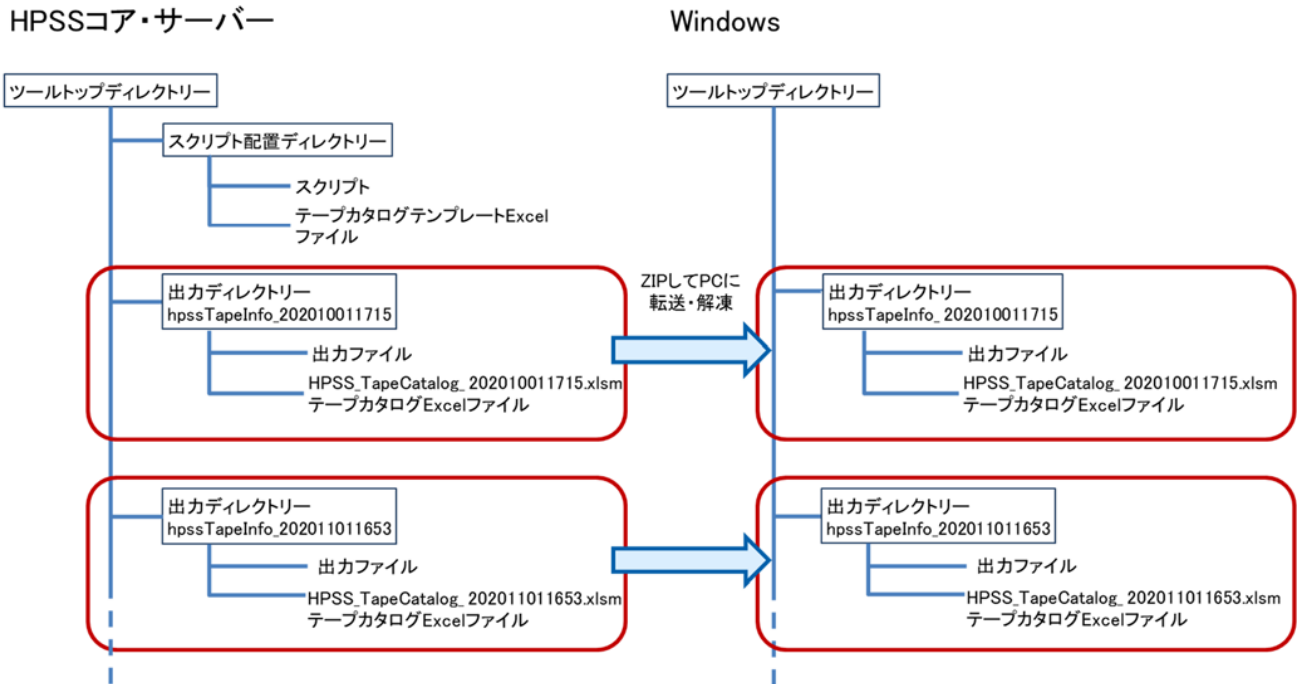 HPSSコア・サーバー
Windows
ツールトップディレクトリー
ツールトップディレクトリー
スクリプト配置ディレクトリー
スクリプト
テープカタログテンプレートExcel
ファイル
出力ディレクトリー
hpssTapeInfo_202010011715
出力ファイル
HPSS_TapeCatalog_ 202010011715.xlsm
テープカタログExcelファイル
ZIPしてPCに
転送・解凍
出力ディレクトリー
hpssTapeInfo_ 202010011715
出力ファイル
HPSS_TapeCatalog_ 202010011715.xlsm
テープカタログExcelファイル
出力ディレクトリー
hpssTapeInfo_202011011653
出力ファイル
HPSS_TapeCatalog_ 202011011653.xlsm
テープカタログExcelファイル
出力ディレクトリー
hpssTapeInfo_202011011653
出力ファイル
HPSS_TapeCatalog_ 202011011653.xlsm
テープカタログExcelファイル